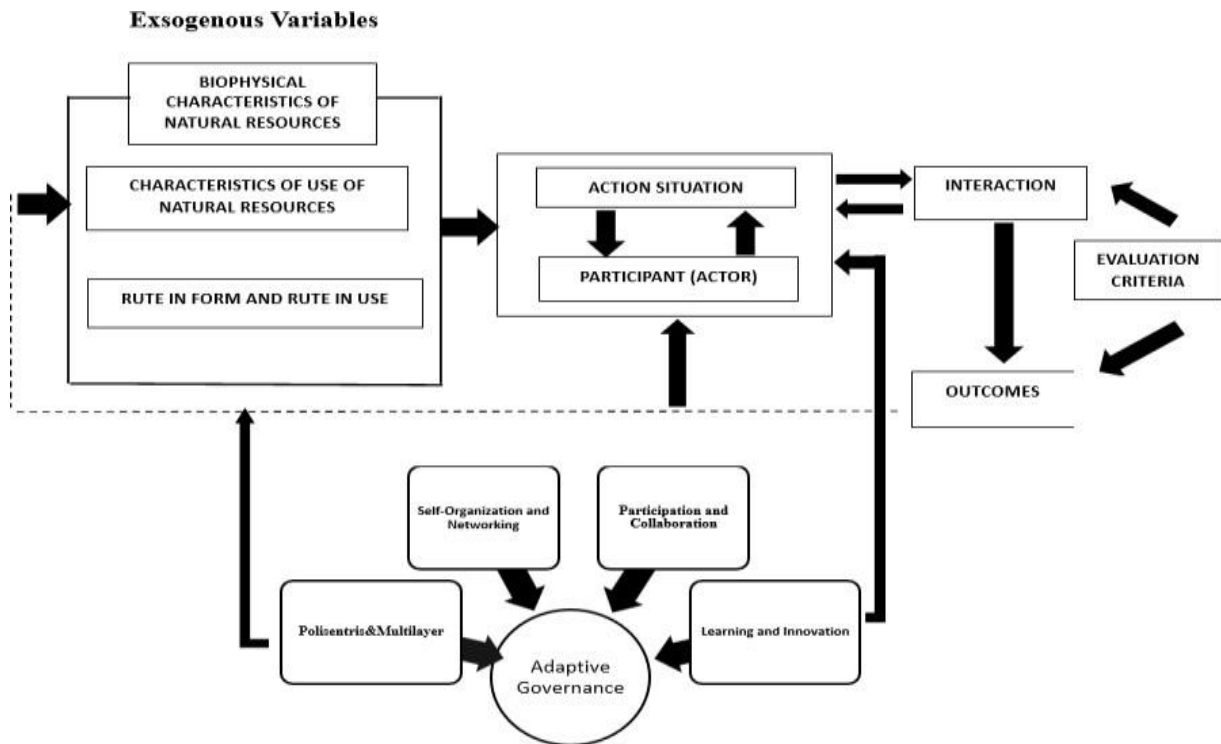 Exsogenous Variables
BIOPHYSICAL
CHARACTERISTICS OF
NATURAL RESOURCES
CHARACTERISTICS OF USE OF
NATURAL RESOURCES
RUTE IN FORM AND RUTE IN USE
ACTION SITUATION
PARTICIPANT (ACTOR)
INTERACTION
EVALUATION
CRITERIA
OUTCOMES
Self-Organization and
Networking
Participation and
Collaboration
Polisentris&Multilayer
Learning and Innovation
Adaptive
Governance